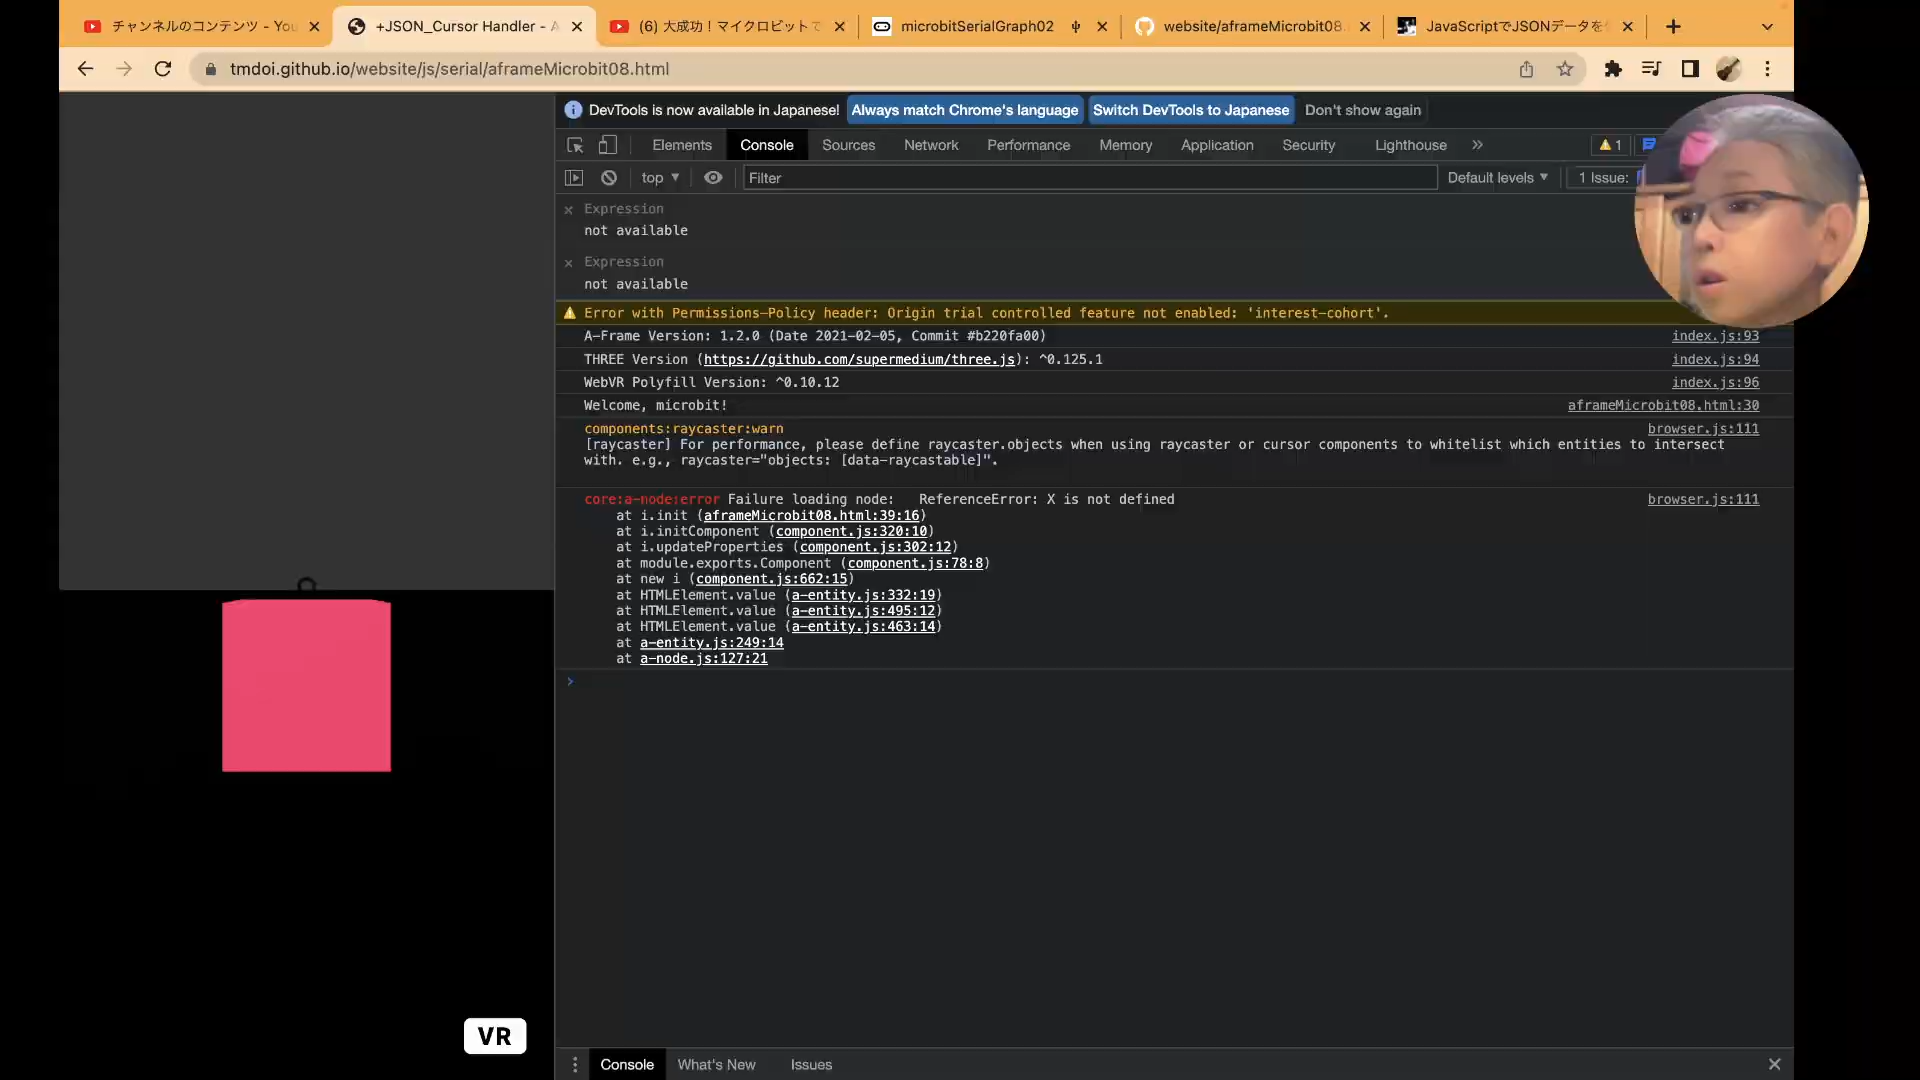 チャンネルのコンテンツ - You
+JSON_Cursor Handler - A
(6) 大成功！マイクロビットで
microbitSerialGraph02
website/aframeMicrobit08.
JavaScriptでJSONデータを
tmdoi.github.io/website/js/serial/aframeMicrobit08.html
DevTools is now available in Japanese! Always match Chrome's language Switch DevTools to Japanese Don't show again
Elements Console Sources Network Performance Memory Application Security Lighthouse » 1
top Filter Default levels 1 Issue:
Expression
not available
Expression
not available
Error with Permissions-Policy header: Origin trial controlled feature not enabled: 'interest-cohort'.
A-Frame Version: 1.2.0 (Date 2021-02-05, Commit #b220fa00) index.js:93
THREE Version (https://github.com/supermedium/three.js): ^0.125.1 index.js:94
WebVR Polyfill Version: ^0.10.12 index.js:96
Welcome, microbit! aframeMicrobit08.html:30
components:raycaster:warn browser.js:111
[raycaster] For performance, please define raycaster.objects when using raycaster or cursor components to whitelist which entities to intersect
with. e.g., raycaster="objects: [data-raycastable]".
core:a-node:error Failure loading node: ReferenceError: X is not defined browser.js:111
at i.init (aframeMicrobit08.html:39:16)
at i.initComponent (component.js:320:10)
at i.updateProperties (component.js:302:12)
at module.exports.Component (component.js:78:8)
at new i (component.js:662:15)
at HTMLElement.value (a-entity.js:332:19)
at HTMLElement.value (a-entity.js:495:12)
at HTMLElement.value (a-entity.js:463:14)
at a-entity.js:249:14
at a-node.js:127:21
VR
Console What's New Issues